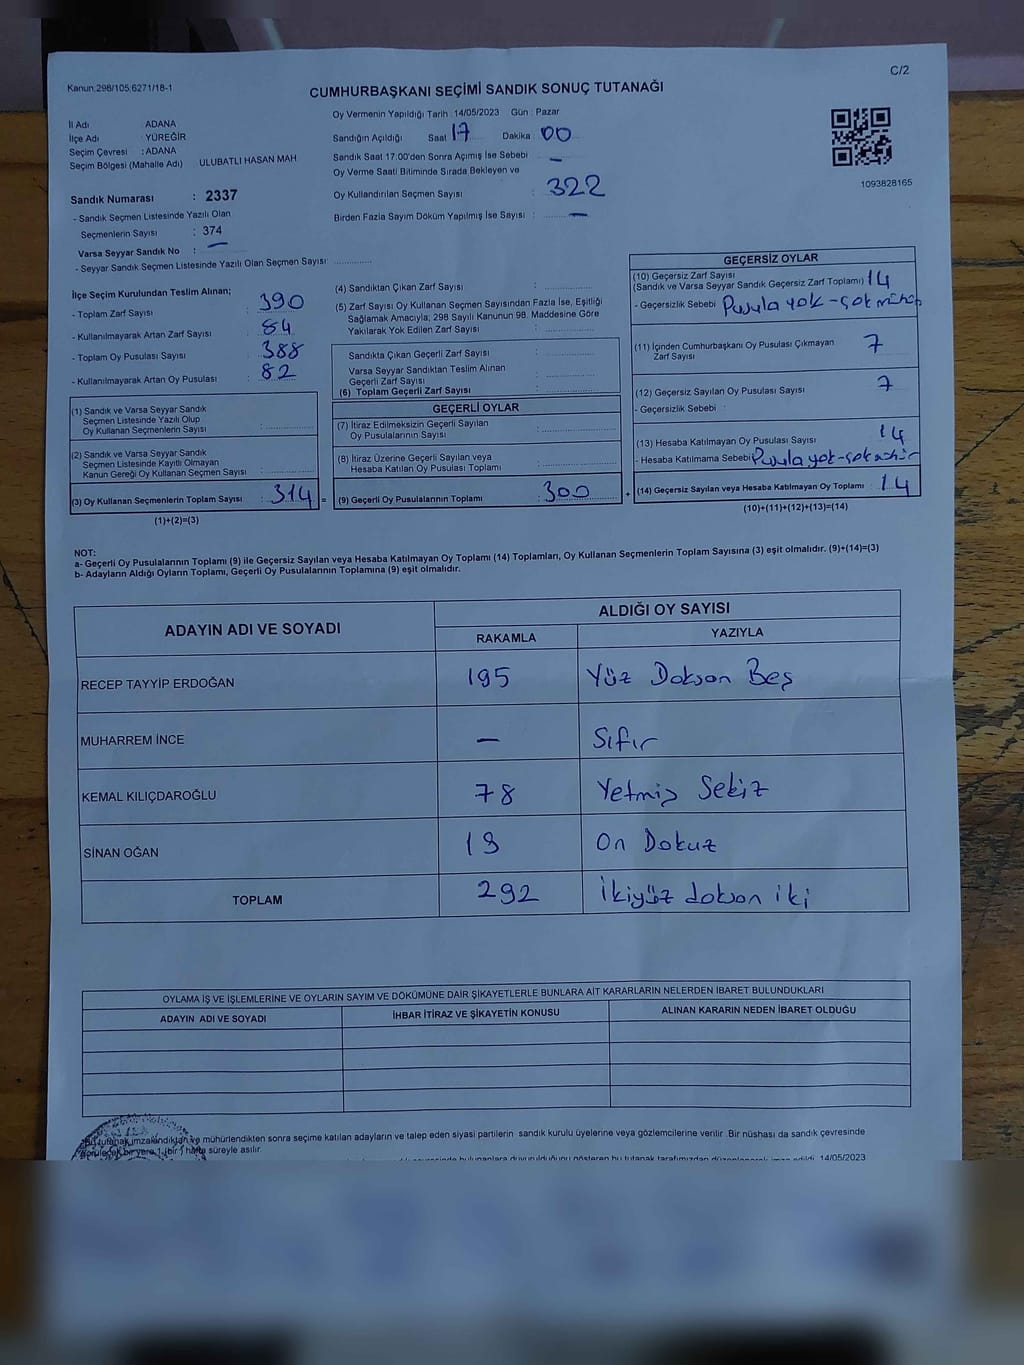 C/2
Kanun:298/105,6271/18-1
CUMHURBAŞKANI SEÇİMİ SANDIK SONUÇ TUTANAĞI
İl Adı ADANA
İlçe Adı : YÜREĞİR
Seçim Çevresi : ADANA
Seçim Bölgesi (Mahalle Adı) ULUBATLI HASAN MAH
Oy Vermenin Yapıldığı Tarih : 14/05/2023 Gün : Pazar
Sandığın Açıldığı Saat 17 Dakika 00
Sandık Saat 17:00'den Sonra Açımış İse Sebebi : —
Oy Verme Saati Bitiminde Sırada Bekleyen ve
Oy Kullandırılan Seçmen Sayısı : 322
Birden Fazla Sayım Döküm Yapılmış İse Sayısı : —
1093828165
Sandık Numarası : 2337
- Sandık Seçmen Listesinde Yazılı Olan
Seçmenlerin Sayısı : 374
Varsa Seyyar Sandık No : —
- Seyyar Sandık Seçmen Listesinde Yazılı Olan Seçmen Sayısı: ..............
İlçe Seçim Kurulundan Teslim Alınan;
- Toplam Zarf Sayısı : 390
- Kullanılmayarak Artan Zarf Sayısı : 84
- Toplam Oy Pusulası Sayısı : 388
- Kullanılmayarak Artan Oy Pusulası : 82
(1) Sandık ve Varsa Seyyar Sandık
Seçmen Listesinde Yazılı Olup
Oy Kullanan Seçmenlerin Sayısı :
(2) Sandık ve Varsa Seyyar Sandık
Seçmen Listesinde Kayıtlı Olmayan
Kanun Gereği Oy Kullanan Seçmen Sayısı :
(3) Oy Kullanan Seçmenlerin Toplam Sayısı : 314 =
(1)+(2)=(3)
(4) Sandıktan Çıkan Zarf Sayısı :
(5) Zarf Sayısı Oy Kullanan Seçmen Sayısından Fazla İse, Eşitliği
Sağlamak Amacıyla; 298 Sayılı Kanunun 98. Maddesine Göre
Yakılarak Yok Edilen Zarf Sayısı :
Sandıkta Çıkan Geçerli Zarf Sayısı :
Varsa Seyyar Sandıktan Teslim Alınan
Geçerli Zarf Sayısı :
(6) Toplam Geçerli Zarf Sayısı :
GEÇERLİ OYLAR
(7) İtiraz Edilmeksizin Geçerli Sayılan
Oy Pusulalarının Sayısı :
(8) İtiraz Üzerine Geçerli Sayılan veya
Hesaba Katılan Oy Pusulası Toplamı :
(9) Geçerli Oy Pusulalarının Toplamı : 300 +
GEÇERSİZ OYLAR
(10) Geçersiz Zarf Sayısı
(Sandık ve Varsa Seyyar Sandık Geçersiz Zarf Toplamı) 14
- Geçersizlik Sebebi : Pusula yok - çok
(11) İçinden Cumhurbaşkanı Oy Pusulası Çıkmayan
Zarf Sayısı 7
(12) Geçersiz Sayılan Oy Pusulası Sayısı : 7
- Geçersizlik Sebebi :
(13) Hesaba Katılmayan Oy Pusulası Sayısı : 14
- Hesaba Katılmama Sebebi Pusula yok - çok
(14) Geçersiz Sayılan veya Hesaba Katılmayan Oy Toplamı : 14
(10)+(11)+(12)+(13)=(14)
NOT:
a- Geçerli Oy Pusulalarının Toplamı (9) ile Geçersiz Sayılan veya Hesaba Katılmayan Oy Toplamı (14) Toplamları, Oy Kullanan Seçmenlerin Toplam Sayısına (3) eşit olmalıdır. (9)+(14)=(3)
b- Adayların Aldığı Oyların Toplamı, Geçerli Oy Pusulalarının Toplamına (9) eşit olmalıdır.
ADAYIN ADI VE SOYADI
ALDIĞI OY SAYISI
RAKAMLA YAZIYLA
RECEP TAYYİP ERDOĞAN 195 Yüz Doksan Beş
MUHARREM İNCE — Sıfır
KEMAL KILIÇDAROĞLU 78 Yetmiş Sekiz
SİNAN OĞAN 19 On Dokuz
TOPLAM 292 İkiyüz doksan iki
OYLAMA İŞ VE İŞLEMLERİNE VE OYLARIN SAYIM VE DÖKÜMÜNE DAİR ŞİKAYETLERLE BUNLARA AİT KARARLARIN NELERDEN İBARET BULUNDUKLARI
ADAYIN ADI VE SOYADI İHBAR İTİRAZ VE ŞİKAYETİN KONUSU ALINAN KARARIN NEDEN İBARET OLDUĞU
Bu tutanak imzalandıktan ve mühürlendikten sonra seçime katılan adayların ve talep eden siyasi partilerin sandık kurulu üyelerine veya gözlemcilerine verilir. Bir nüshası da sandık çevresinde
görülecek bir yere 1 (bir) hafta süreyle asılır.
bulunanlara duyurulduğunu gösteren bu tutanak tarafımızdan düzenlenerek imza edildi. 14/05/2023